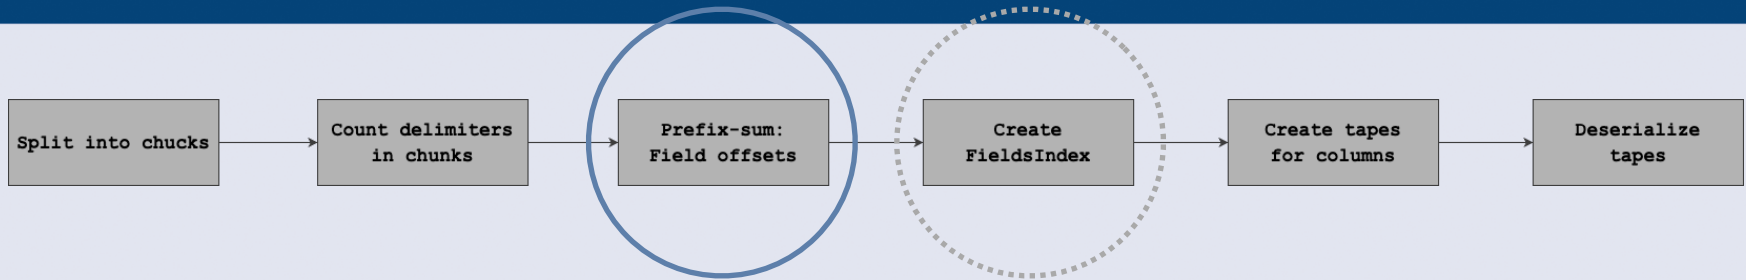 Split into chucks
Count delimiters
in chunks
Prefix-sum:
Field offsets
Create
FieldsIndex
Create tapes
for columns
Deserialize
tapes